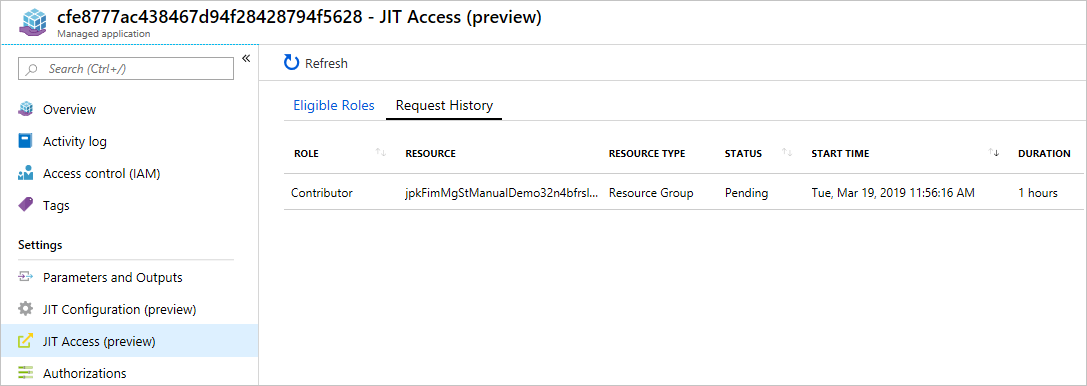 cfe8777ac438467d94f28428794f5628 - JIT Access (preview)
Managed application
Search (Ctrl+/)
«
Overview
Activity log
Access control (IAM)
Tags
Settings
Parameters and Outputs
JIT Configuration (preview)
JIT Access (preview)
Authorizations
Refresh
Eligible Roles Request History
ROLE RESOURCE RESOURCE TYPE STATUS START TIME DURATION
Contributor jpkFimMgStManualDemo32n4bfrsl... Resource Group Pending Tue, Mar 19, 2019 11:56:16 AM 1 hours